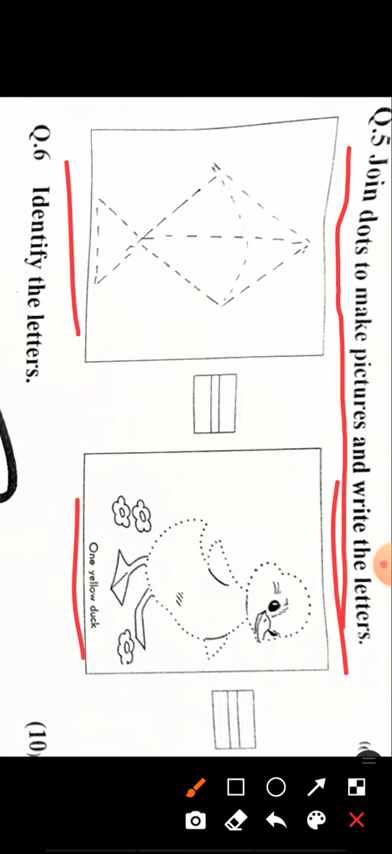 Q.5 Join dots to make pictures and write the letters.
One yellow duck
Q.6 Identify the letters.
(10)